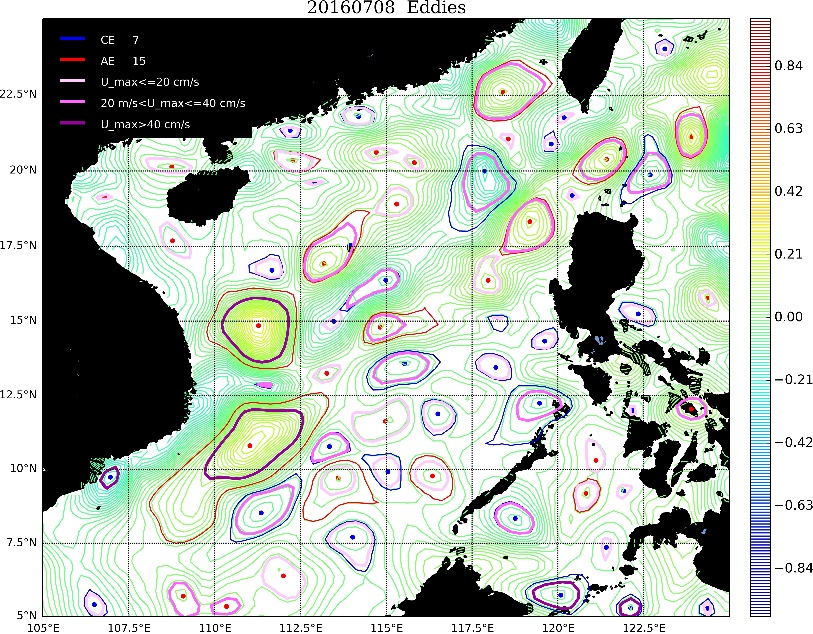 20160708 Eddies
CE 7
AE 15
U_max<=20 cm/s
20 m/s<U_max<=40 cm/s
U_max>40 cm/s
22.5°N
20°N
17.5°N
15°N
12.5°N
10°N
7.5°N
5°N
105°E 107.5°E 110°E 112.5°E 115°E 117.5°E 120°E 122.5°E
0.84
0.63
0.42
0.21
0.00
−0.21
−0.42
−0.63
−0.84